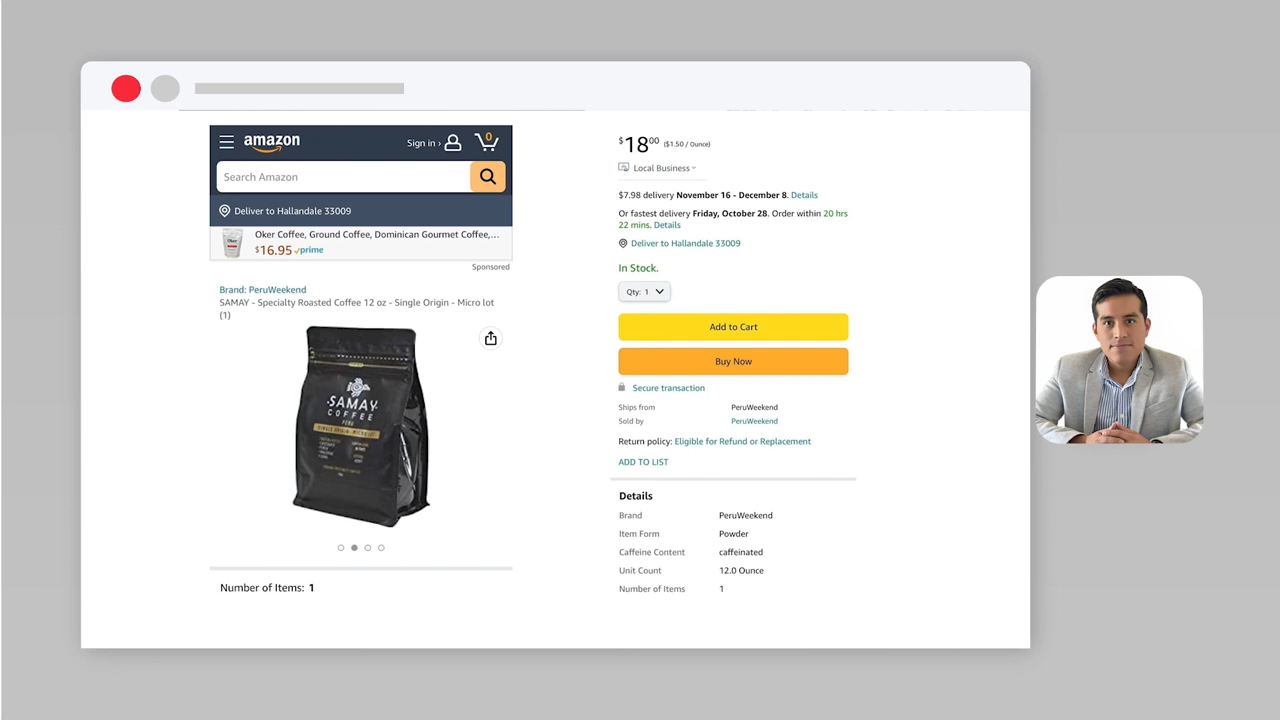 amazon
Sign in ›
0
Search Amazon
Deliver to Hallandale 33009
Oker Coffee, Ground Coffee, Dominican Gourmet Coffee,...
$16.95 prime
Sponsored
Brand: PeruWeekend
SAMAY - Specialty Roasted Coffee 12 oz - Single Origin - Micro lot
(1)
SAMAY
COFFEE
PERU
SINGLE ORIGIN - MICRO LOT
Number of Items: 1
$1800 ($1.50 / Ounce)
Local Business
$7.98 delivery November 16 - December 8. Details
Or fastest delivery Friday, October 28. Order within 20 hrs
22 mins. Details
Deliver to Hallandale 33009
In Stock.
Qty: 1
Add to Cart
Buy Now
Secure transaction
Ships from PeruWeekend
Sold by PeruWeekend
Return policy: Eligible for Refund or Replacement
ADD TO LIST
Details
Brand PeruWeekend
Item Form Powder
Caffeine Content caffeinated
Unit Count 12.0 Ounce
Number of Items 1